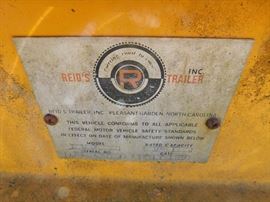 REID'S R TRAILER INC.
REID'S TRAILER, INC. PLEASANT GARDEN, NORTH CAROLINA
THIS VEHICLE CONFORMS TO ALL APPLICABLE
FEDERAL MOTOR VEHICLE SAFETY STANDARDS
IN EFFECT ON DATE OF MANUFACTURE SHOWN BELOW
MODEL RATED CAPACITY
SERIAL NO. DATE